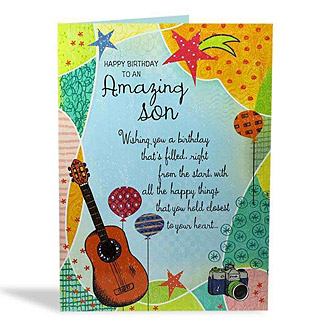 HAPPY BIRTHDAY
TO AN
Amazing
SON
Wishing you a birthday
that's filled, right
from the start, with
all the happy things
that you hold closest
to your heart...